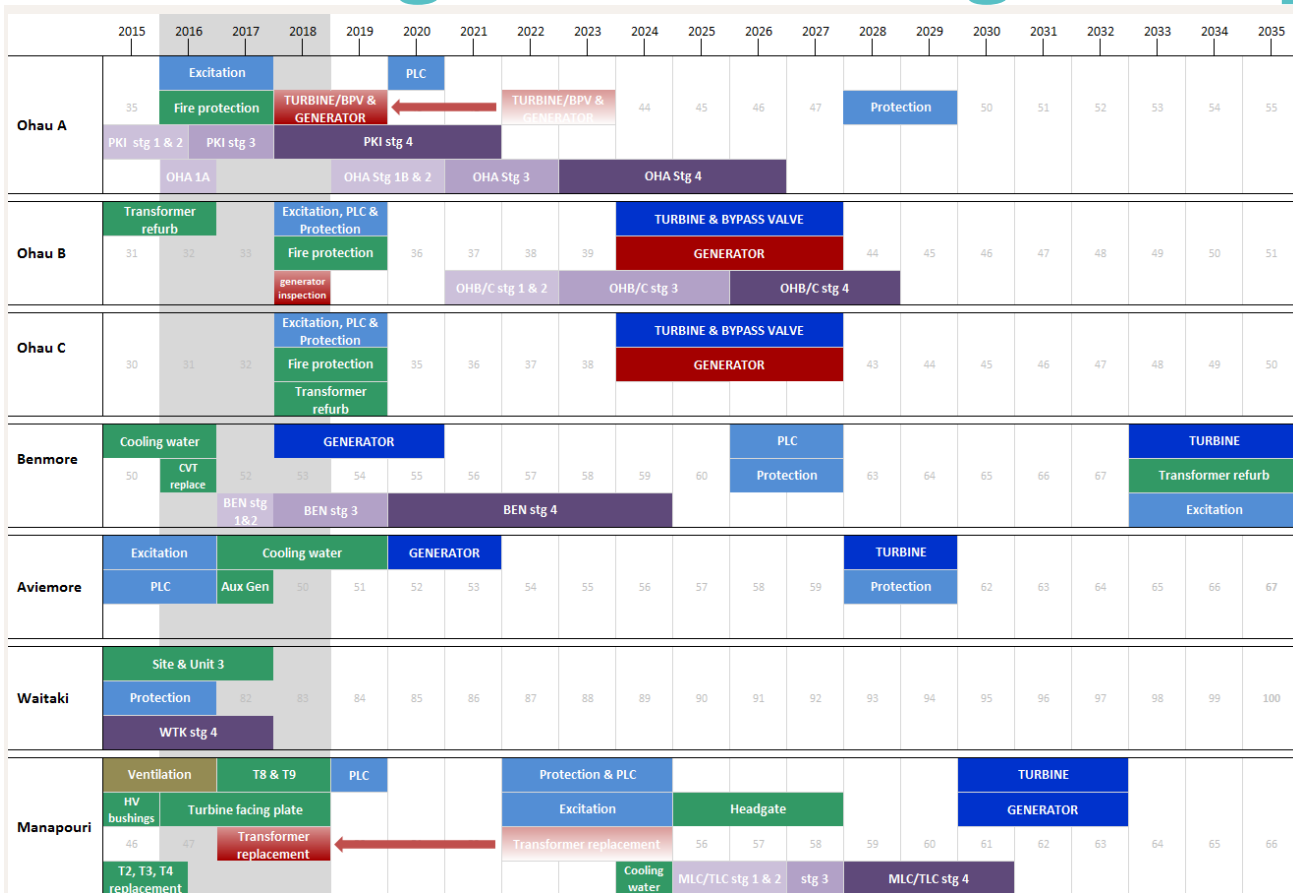 2015 2016 2017 2018 2019 2020 2021 2022 2023 2024 2025 2026 2027 2028 2029 2030 2031 2032 2033 2034 2035
Ohau A
Excitation PLC
35 Fire protection TURBINE/BPV & GENERATOR TURBINE/BPV & GENERATOR 44 45 46 47 Protection 50 51 52 53 54 55
PKI stg 1 & 2 PKI stg 3 PKI stg 4
OHA 1A OHA Stg 1B & 2 OHA Stg 3 OHA Stg 4
Ohau B
Transformer refurb Excitation, PLC & Protection TURBINE & BYPASS VALVE
31 32 33 Fire protection 36 37 38 39 GENERATOR 44 45 46 47 48 49 50 51
generator inspection OHB/C stg 1 & 2 OHB/C stg 3 OHB/C stg 4
Ohau C
Excitation, PLC & Protection TURBINE & BYPASS VALVE
30 31 32 Fire protection 35 36 37 38 GENERATOR 43 44 45 46 47 48 49 50
Transformer refurb
Benmore
Cooling water GENERATOR PLC TURBINE
50 CVT replace 52 53 54 55 56 57 58 59 60 Protection 63 64 65 66 67 Transformer refurb
BEN stg 1&2 BEN stg 3 BEN stg 4 Excitation
Aviemore
Excitation Cooling water GENERATOR TURBINE
PLC Aux Gen 50 51 52 53 54 55 56 57 58 59 Protection 62 63 64 65 66 67
Waitaki
Site & Unit 3
Protection 82 83 84 85 86 87 88 89 90 91 92 93 94 95 96 97 98 99 100
WTK stg 4
Manapouri
Ventilation T8 & T9 PLC Protection & PLC TURBINE
HV bushings Turbine facing plate Excitation Headgate GENERATOR
46 47 Transformer replacement Transformer replacement 56 57 58 59 60 61 62 63 64 65 66
T2, T3, T4 replacement Cooling water MLC/TLC stg 1 & 2 stg 3 MLC/TLC stg 4